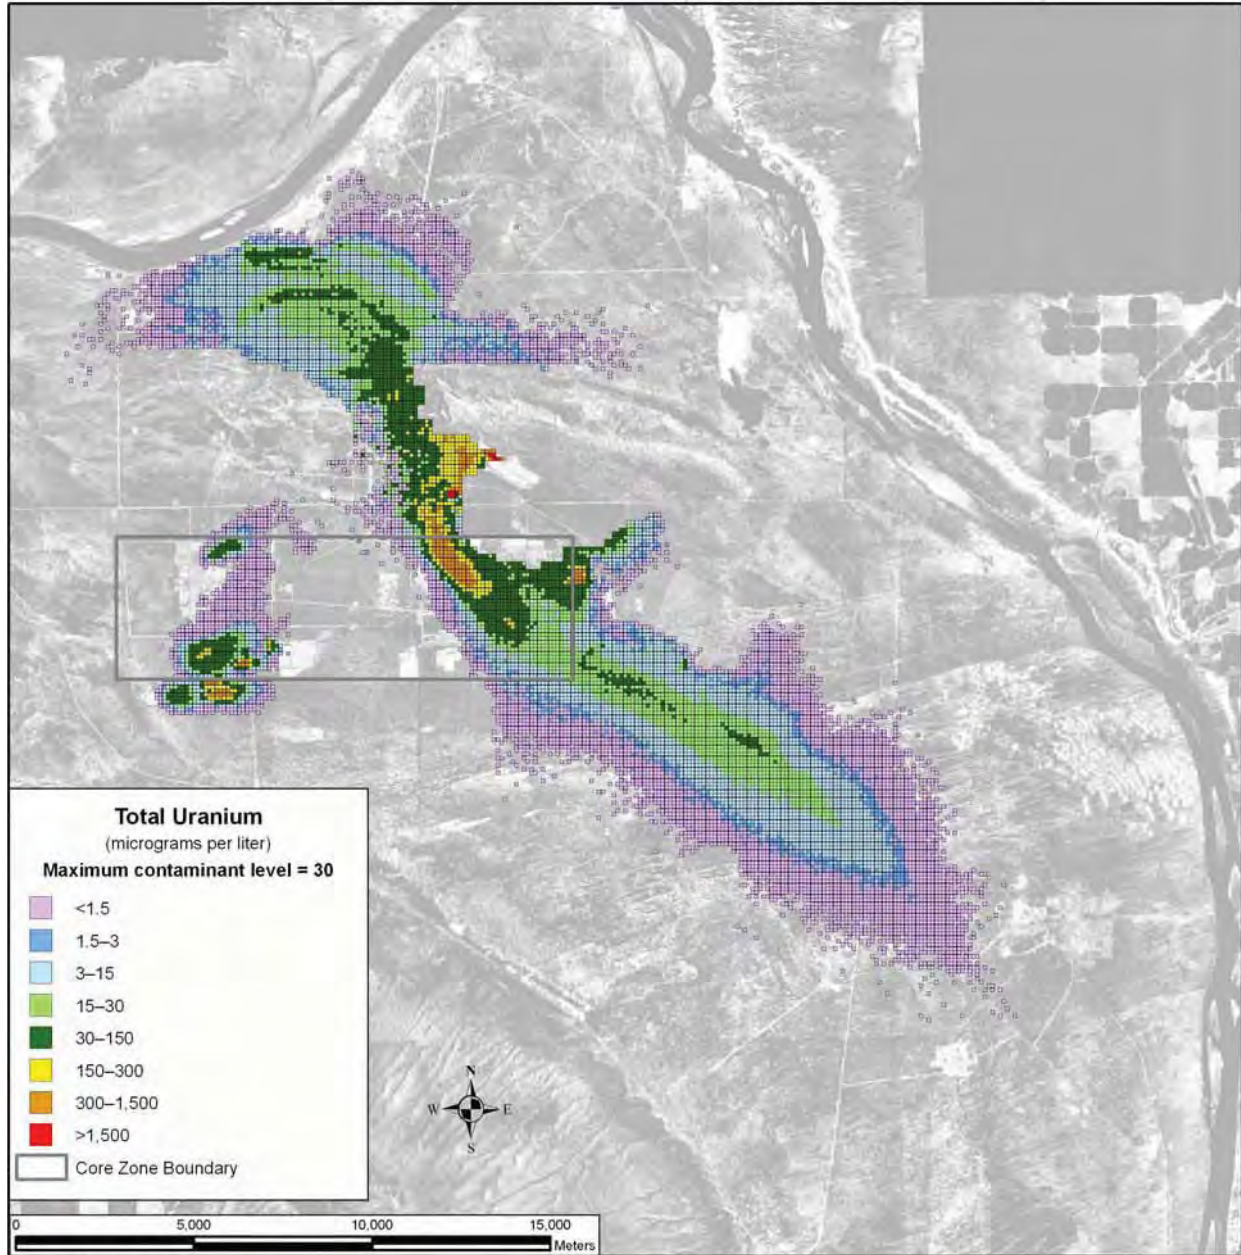 Total Uranium
(micrograms per liter)
Maximum contaminant level = 30
<1.5
1.5–3
3–15
15–30
30–150
150–300
300–1,500
>1,500
Core Zone Boundary
N
W E
S
0 5,000 10,000 15,000
Meters